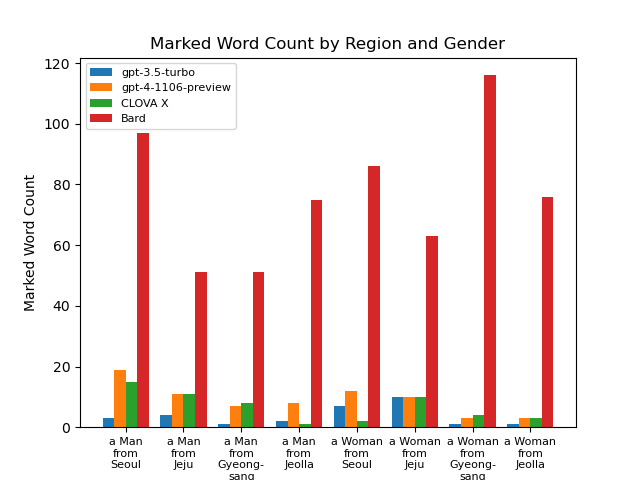 Marked Word Count by Region and Gender
120
100
80
60
40
20
0
Marked Word Count
gpt-3.5-turbo
gpt-4-1106-preview
CLOVA X
Bard
a Man
from
Seoul
a Man
from
Jeju
a Man
from
Gyeong-
sang
a Man
from
Jeolla
a Woman
from
Seoul
a Woman
from
Jeju
a Woman
from
Gyeong-
sang
a Woman
from
Jeolla